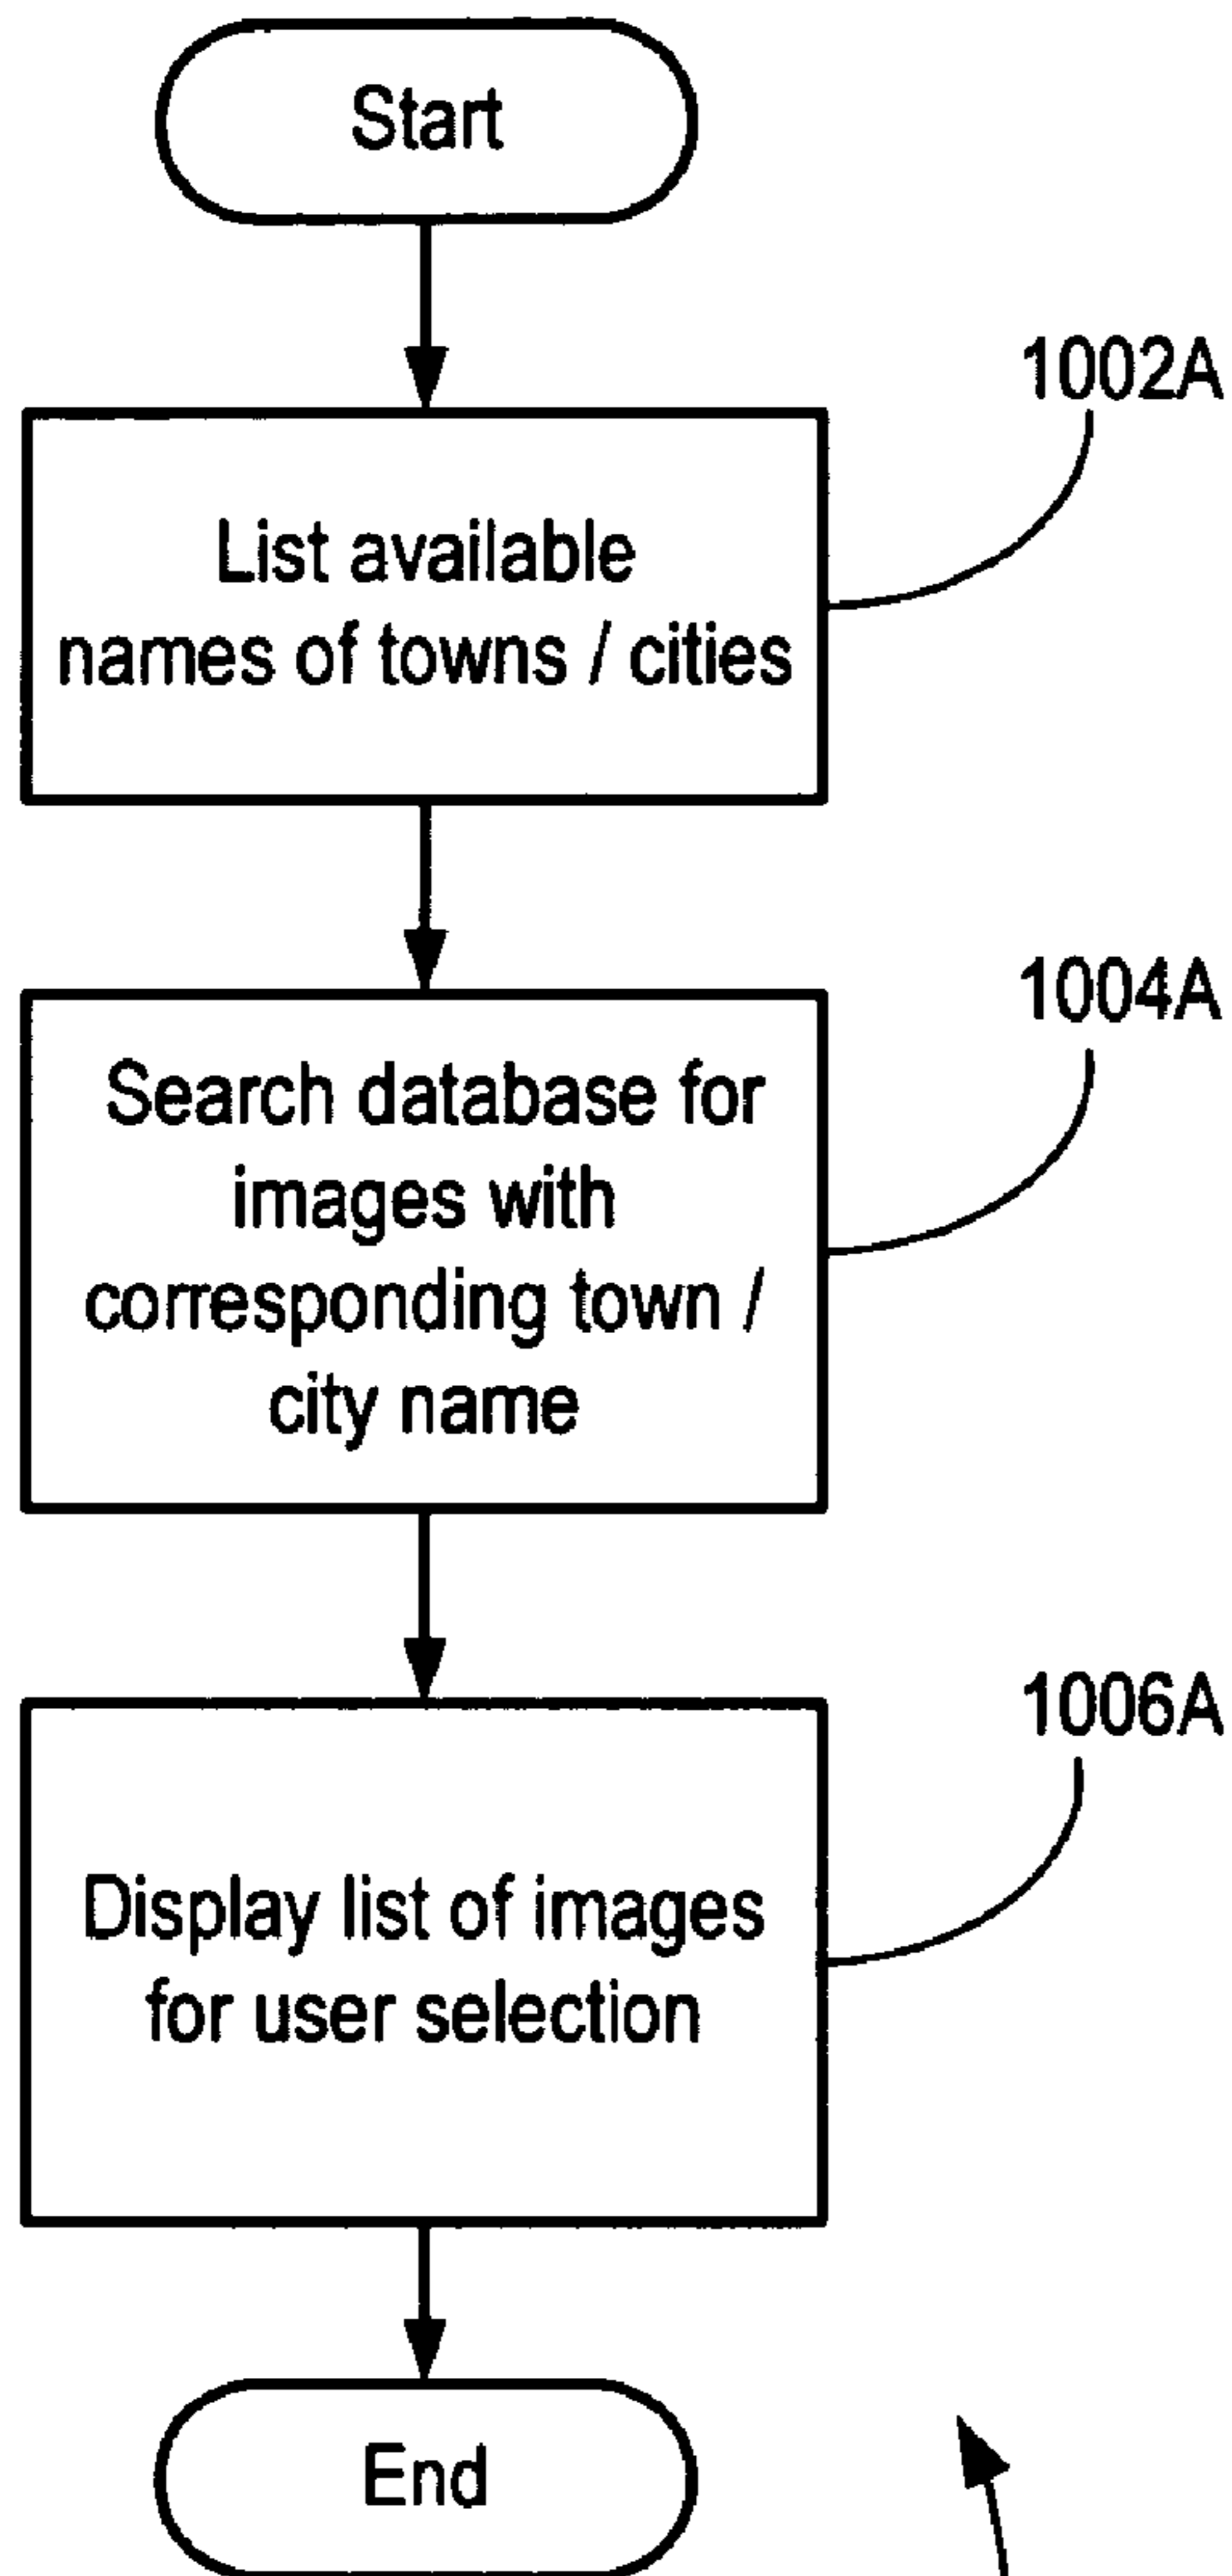 Start
1002A
List available
names of towns / cities
1004A
Search database for
images with
corresponding town /
city name
1006A
Display list of images
for user selection
End